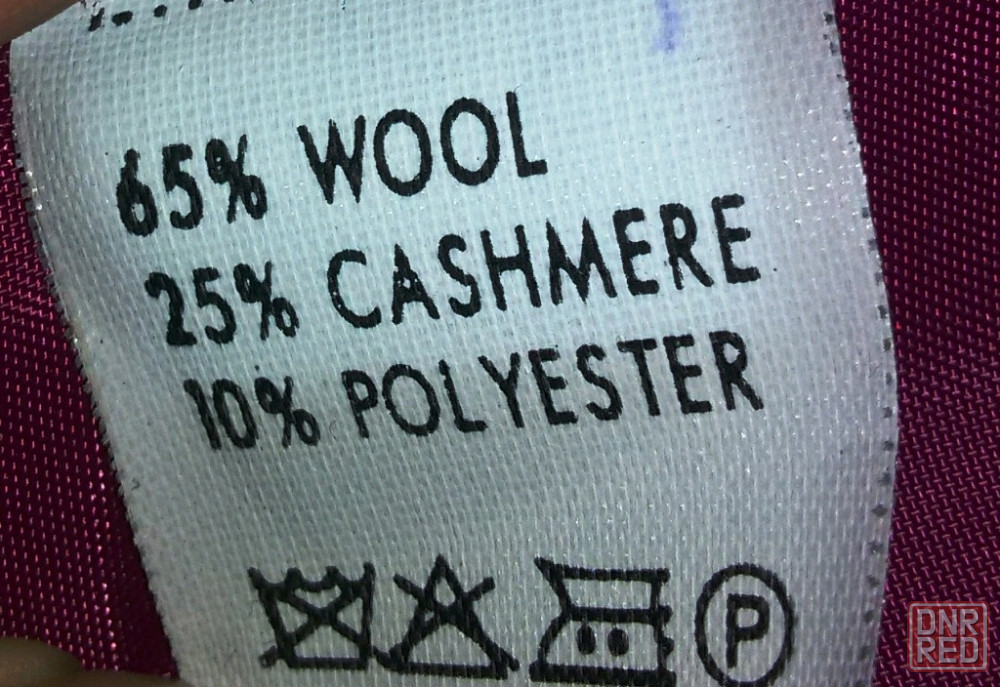 65% WOOL
25% CASHMERE
10% POLYESTER
P
DNR
RED